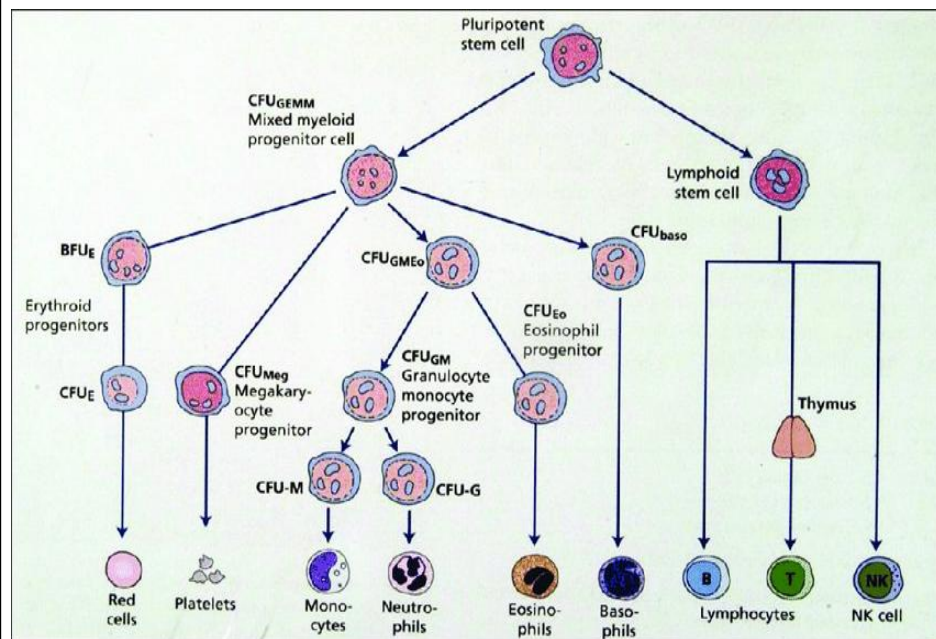 Pluripotent
stem cell
CFUGEMM
Mixed myeloid
progenitor cell
Lymphoid
stem cell
BFUE
CFUGMEo
CFUbaso
Erythroid
progenitors
CFUEo
Eosinophil
progenitor
CFUE
CFUMeg
Megakary-
ocyte
progenitor
CFUGM
Granulocyte
monocyte
progenitor
Thymus
CFU-M
CFU-G
B
T
NK
Red
cells
Platelets
Mono-
cytes
Neutro-
phils
Eosino-
phils
Baso-
phils
Lymphocytes
NK cell